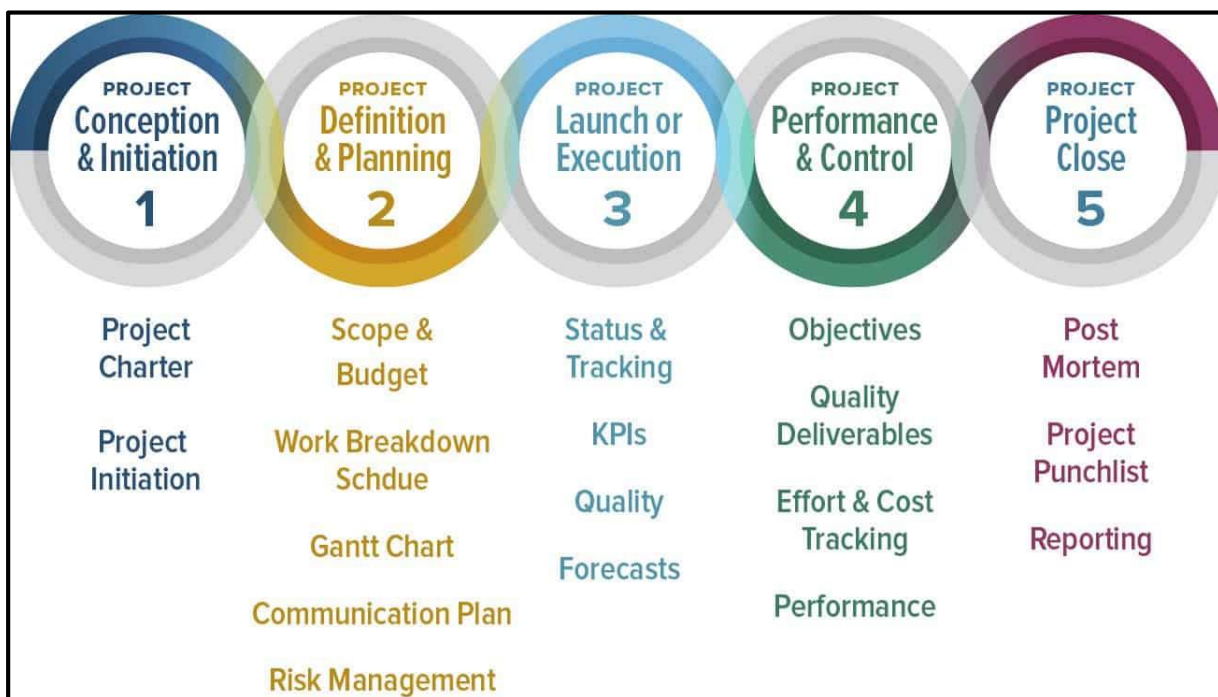 PROJECT
Conception
& Initiation
1
PROJECT
Definition
& Planning
2
PROJECT
Launch or
Execution
3
PROJECT
Performance
& Control
4
PROJECT
Project
Close
5
Project
Charter
Project
Initiation
Scope &
Budget
Work Breakdown
Schdue
Gantt Chart
Communication Plan
Risk Management
Status &
Tracking
KPIs
Quality
Forecasts
Objectives
Quality
Deliverables
Effort & Cost
Tracking
Performance
Post
Mortem
Project
Punchlist
Reporting